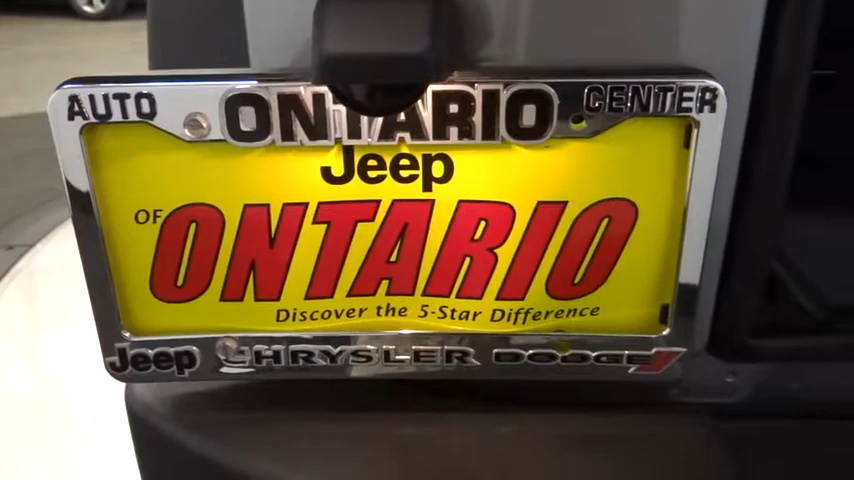 AUTO ONTARIO CENTER
Jeep
OF ONTARIO
Discover the 5-Star Difference
Jeep CHRYSLER DODGE